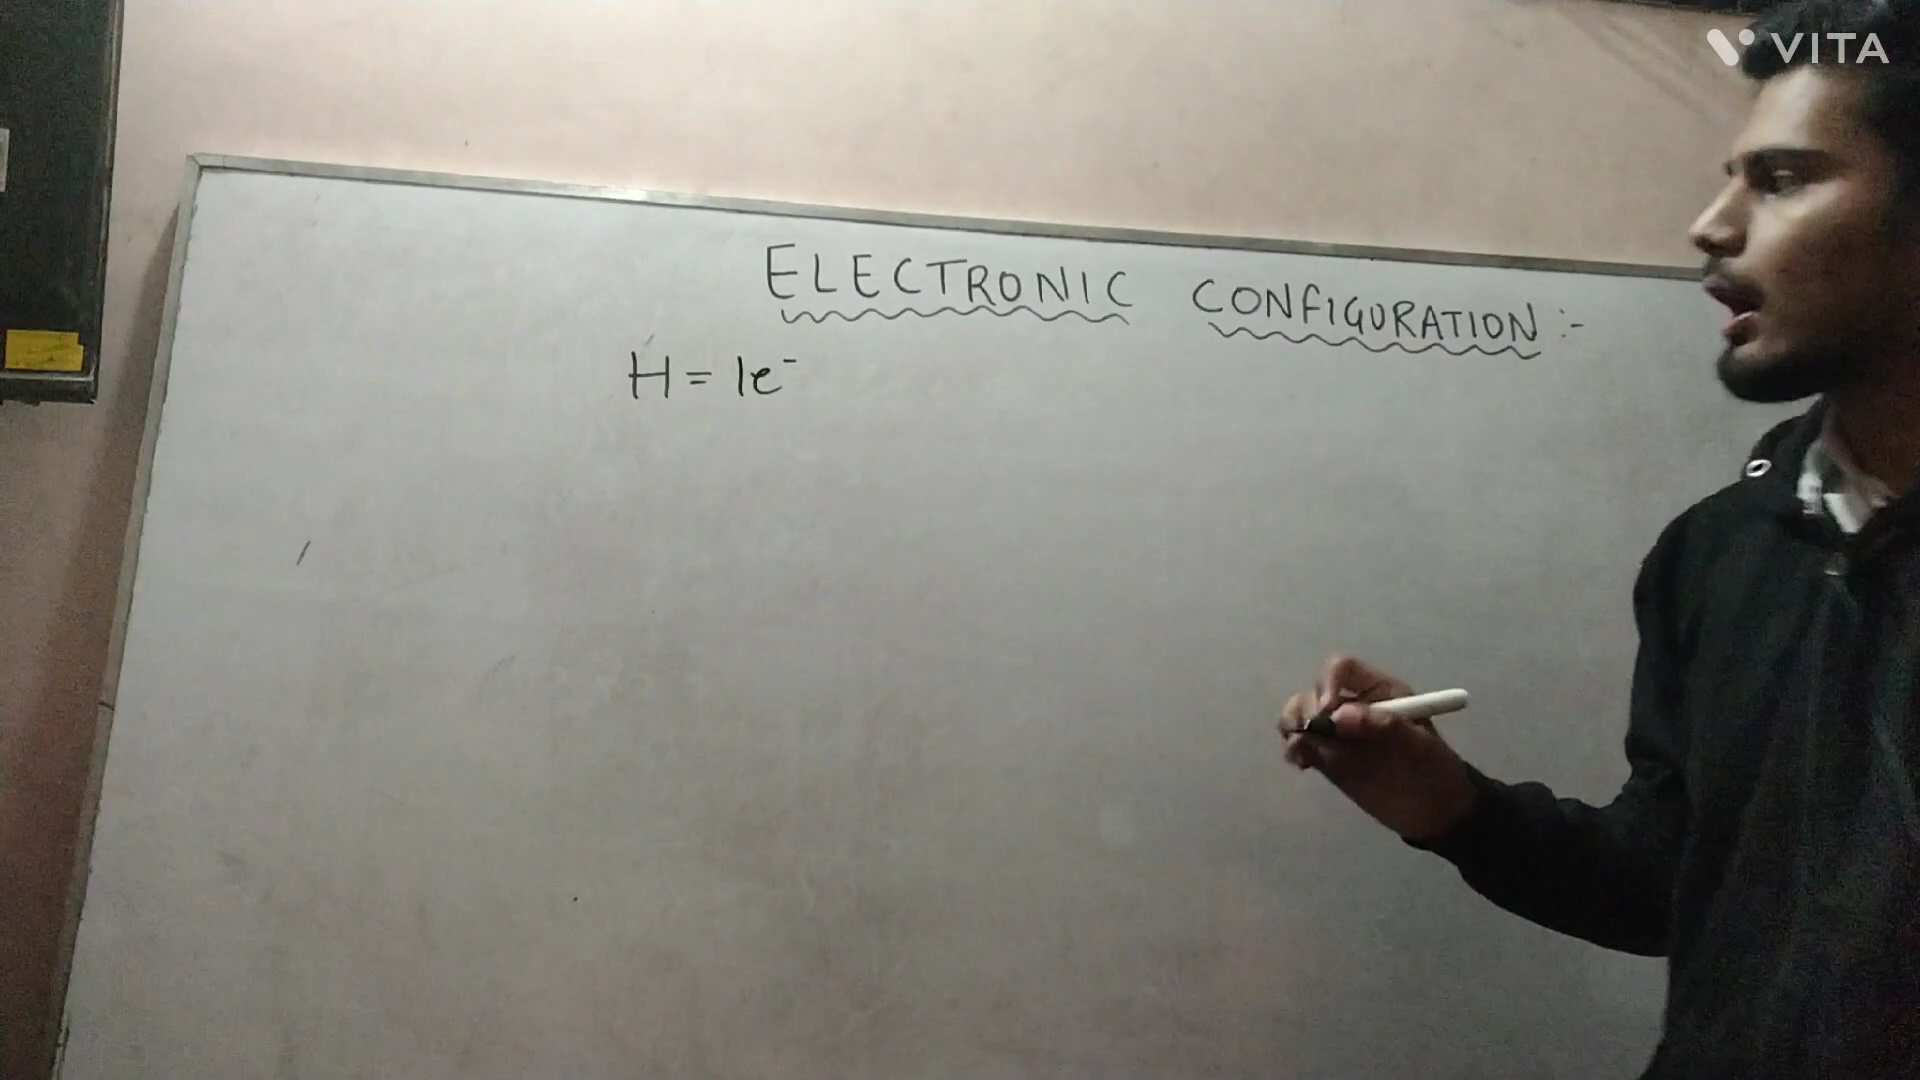 VITA
ELECTRONIC CONFIGURATION :-
H = 1e⁻